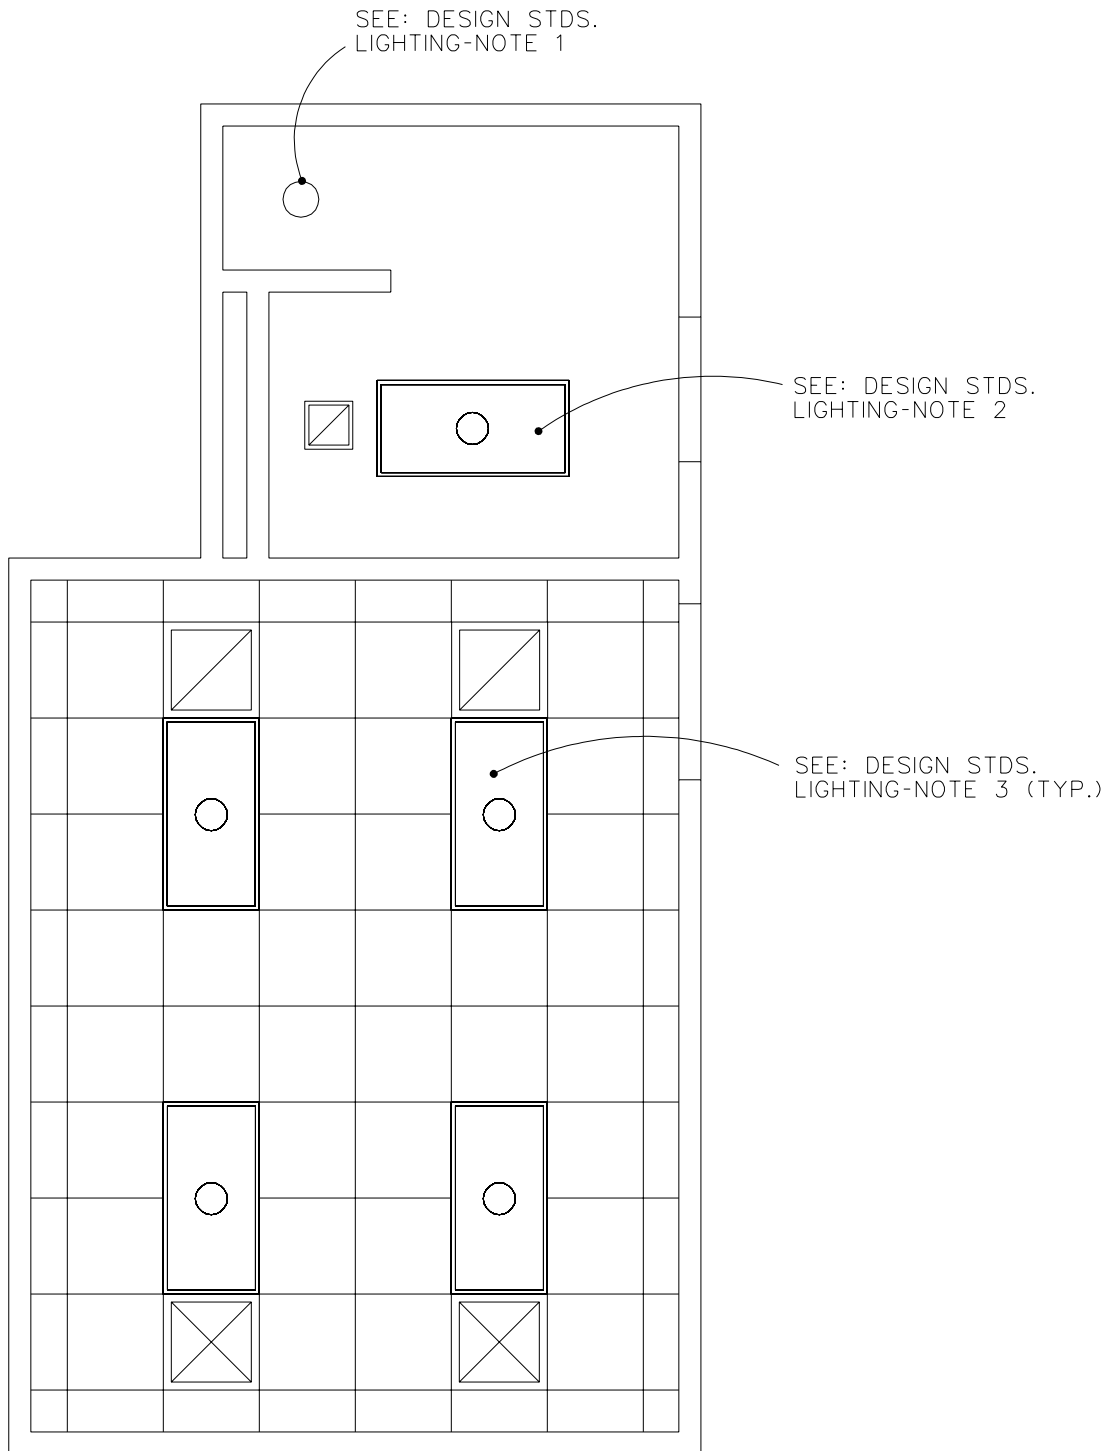 SEE: DESIGN STDS.
LIGHTING-NOTE 1
SEE: DESIGN STDS.
LIGHTING-NOTE 2
SEE: DESIGN STDS.
LIGHTING-NOTE 3 (TYP.)